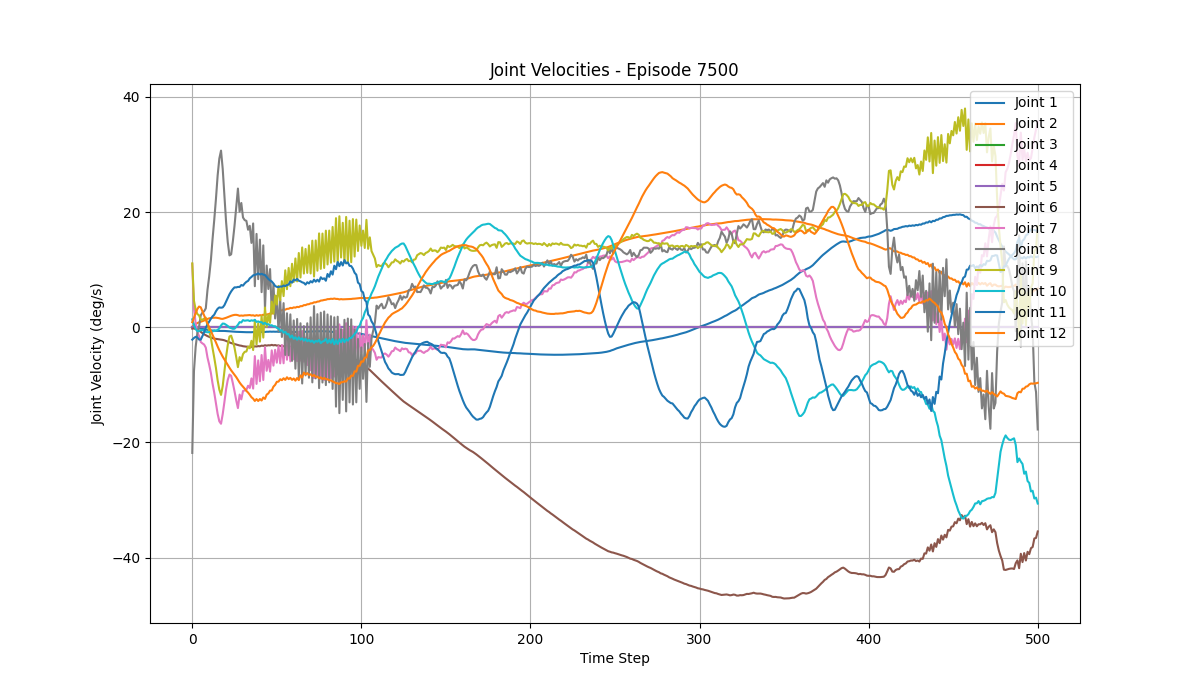 Joint Velocities - Episode 7500
Joint Velocity (deg/s)
40
20
0
−20
−40
0
100
200
300
400
500
Time Step
Joint 1
Joint 2
Joint 3
Joint 4
Joint 5
Joint 6
Joint 7
Joint 8
Joint 9
Joint 10
Joint 11
Joint 12